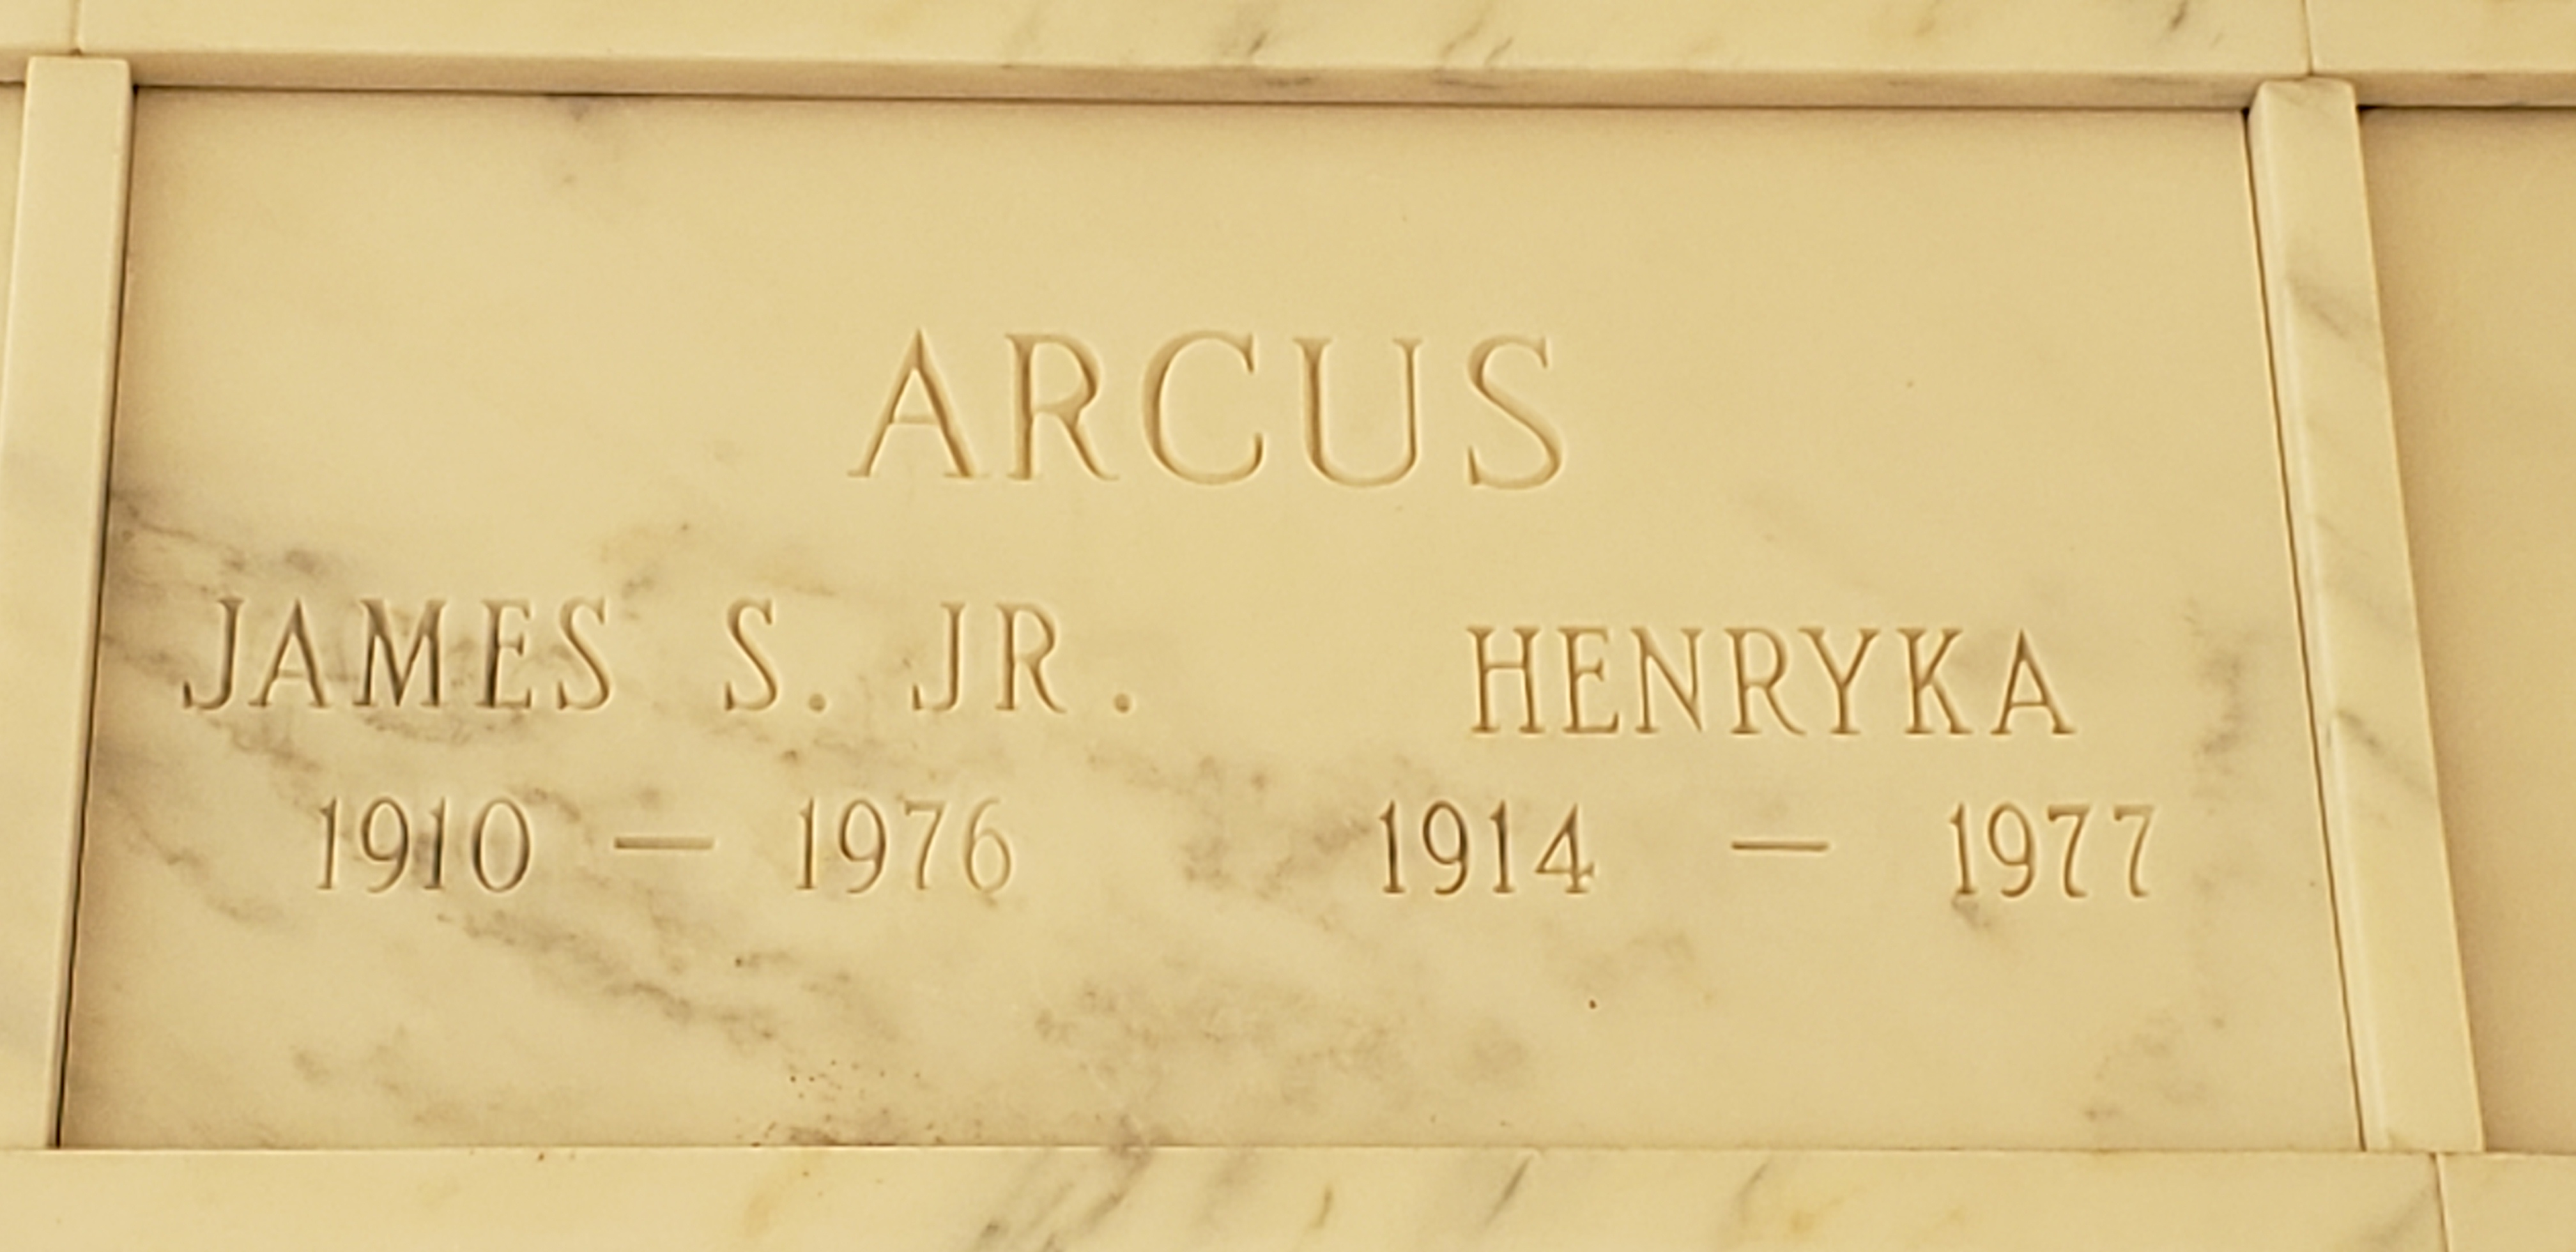 ARCUS
JAMES S. JR.
HENRYKA
1910 — 1976
1914 — 1977